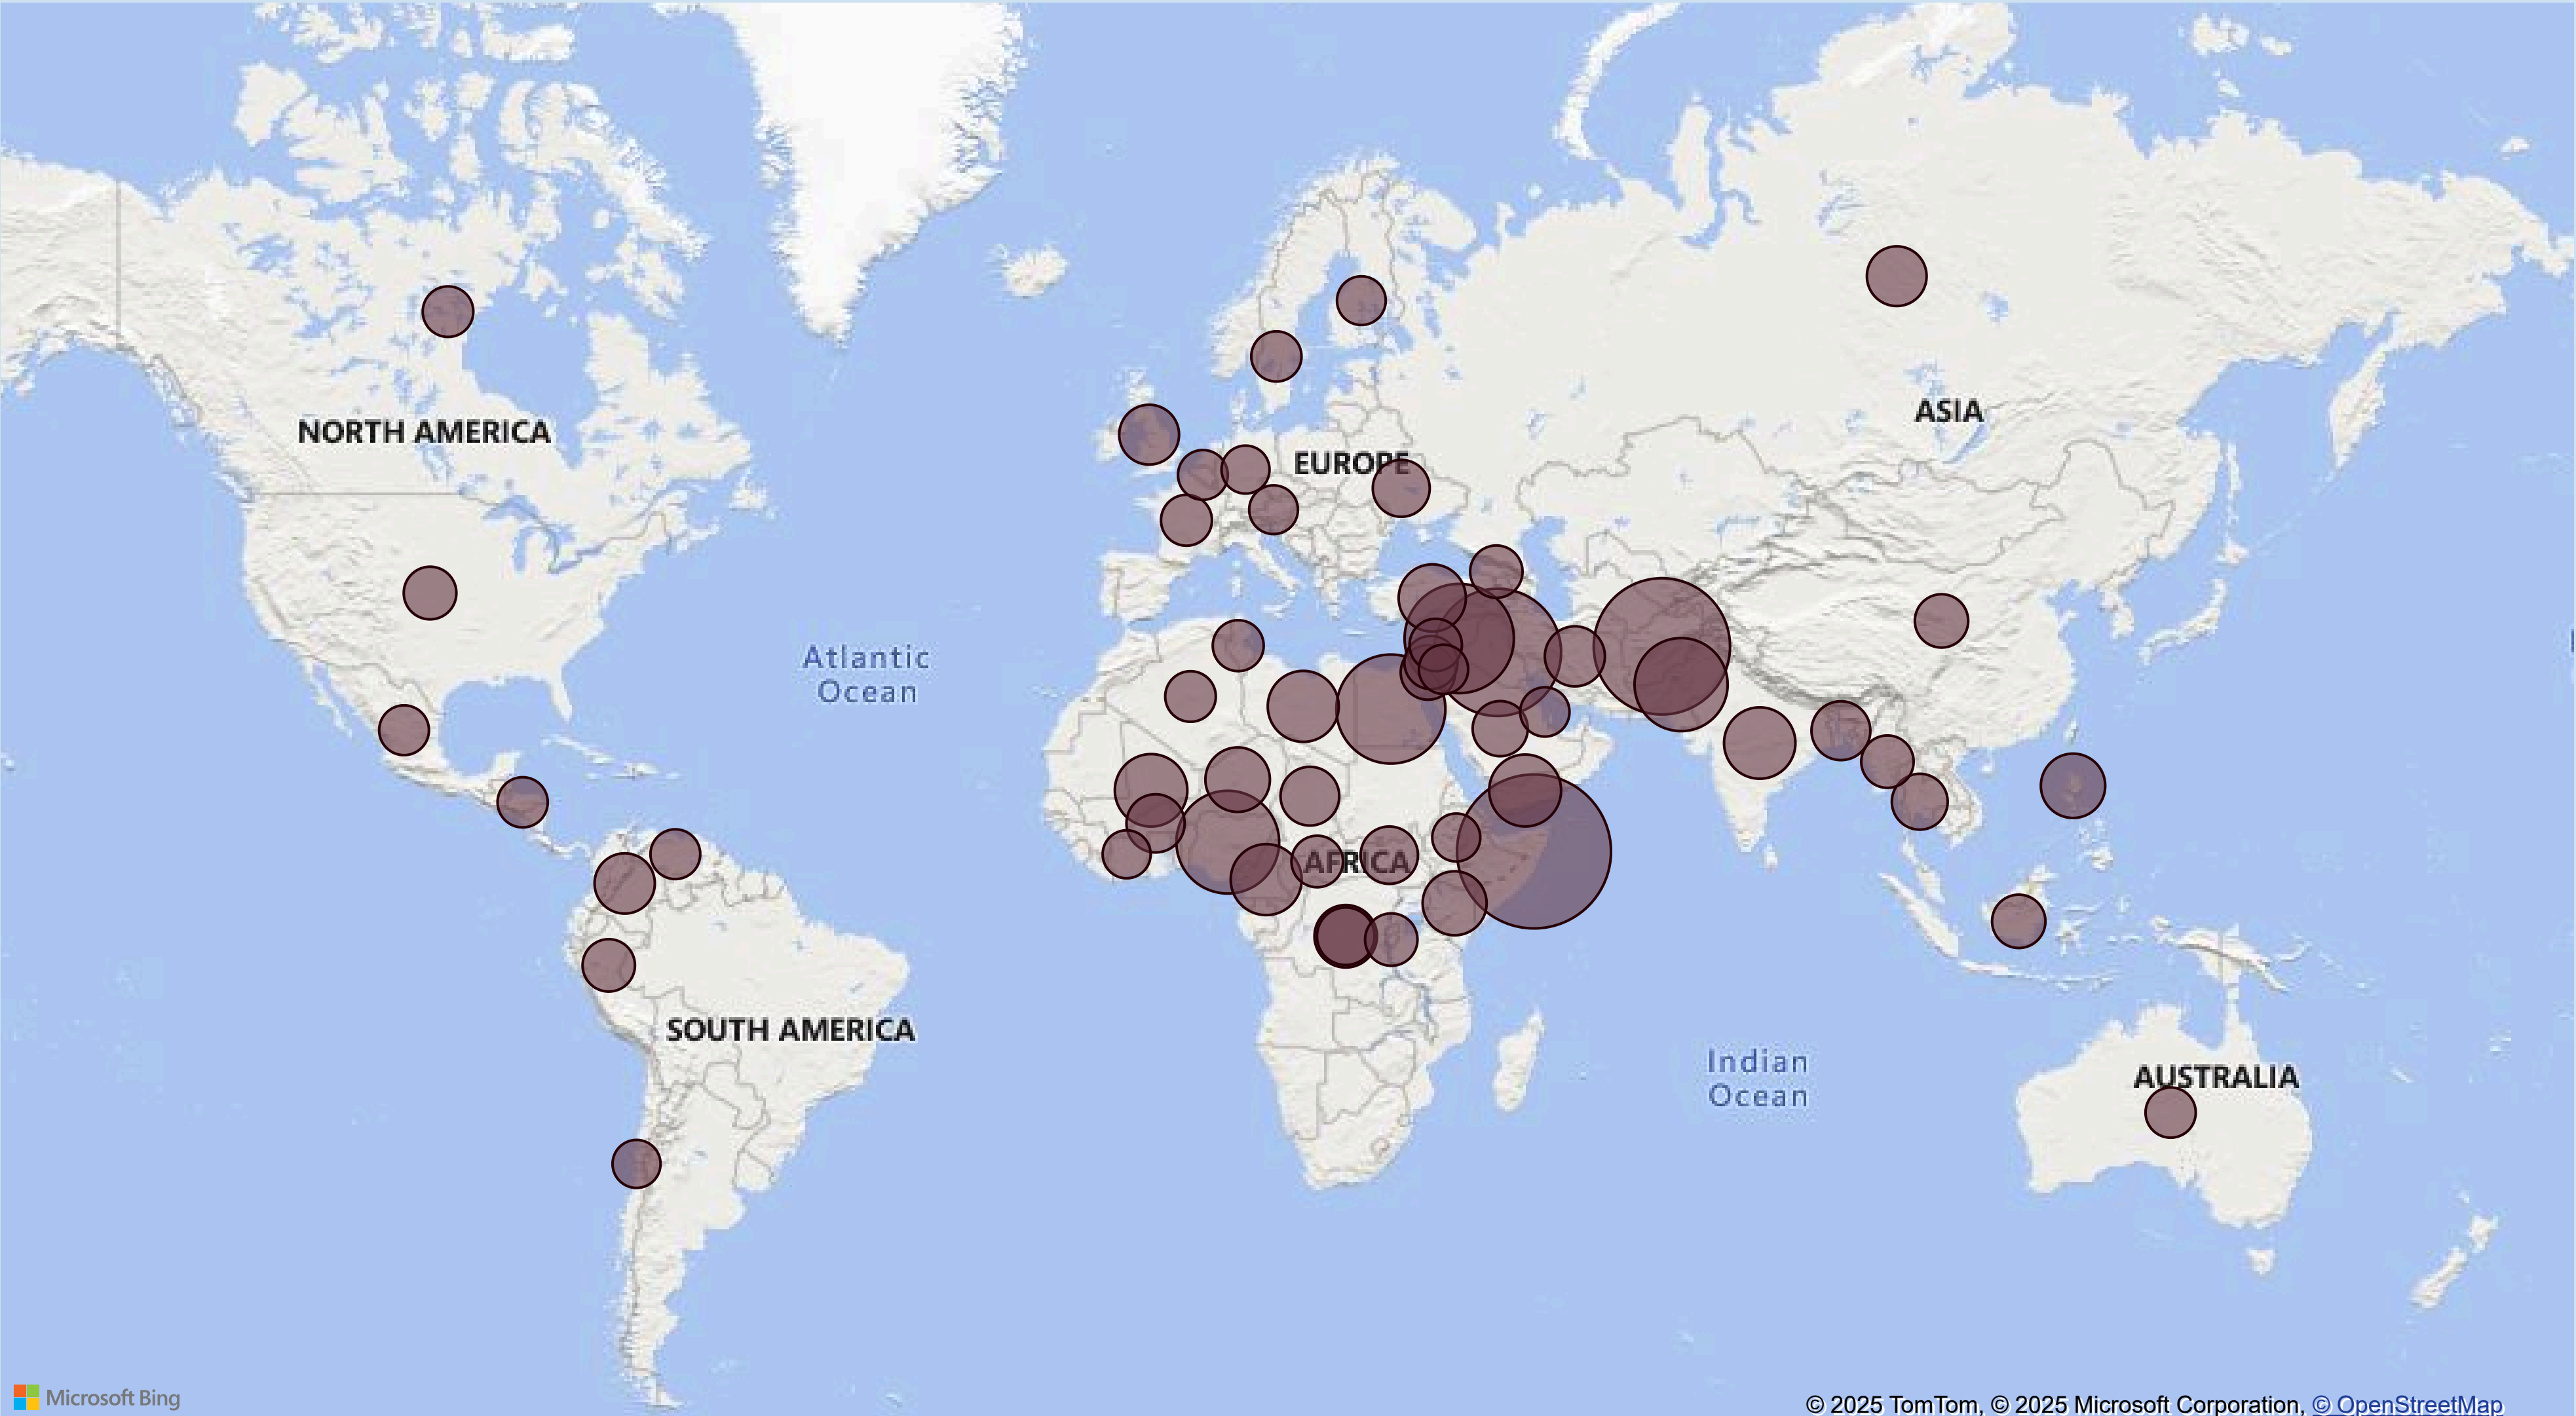 NORTH AMERICA
ASIA
EUROPE
Atlantic
Ocean
AFRICA
SOUTH AMERICA
Indian
Ocean
AUSTRALIA
Microsoft Bing
© 2025 TomTom, © 2025 Microsoft Corporation, © OpenStreetMap